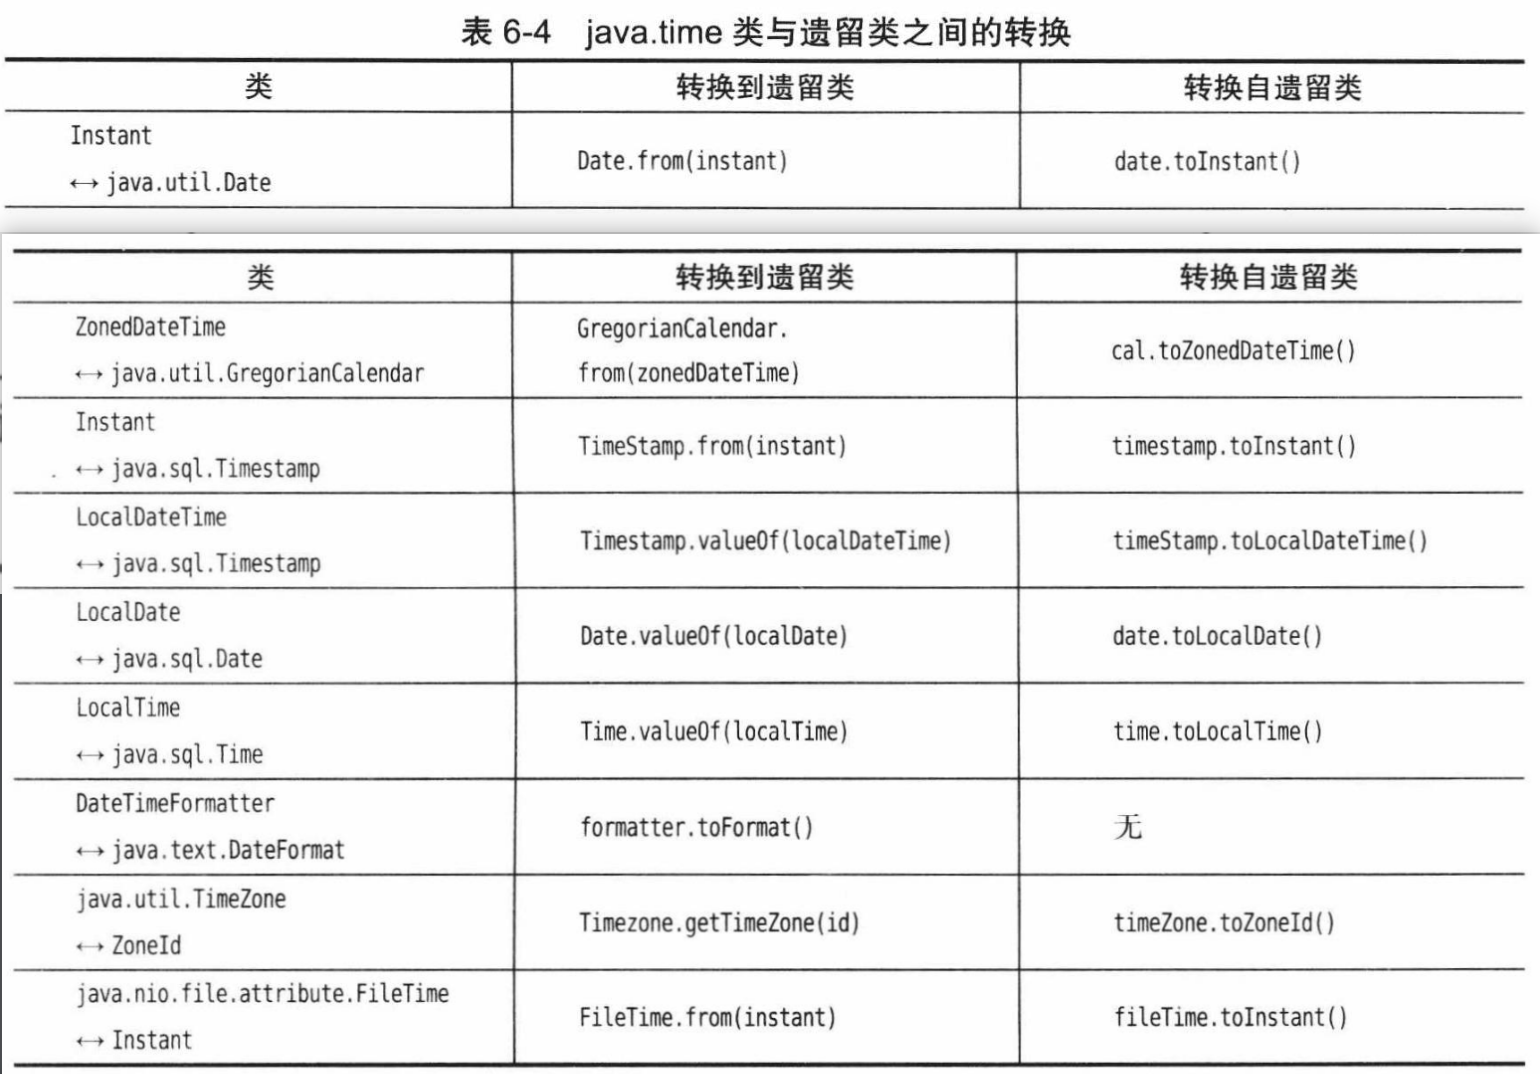 表 6-4 java.time 类与遗留类之间的转换
类 转换到遗留类 转换自遗留类
Instant
↔ java.util.Date
Date.from(instant)
date.toInstant()
类 转换到遗留类 转换自遗留类
ZonedDateTime
↔ java.util.GregorianCalendar
GregorianCalendar.
from(zonedDateTime)
cal.toZonedDateTime()
Instant
↔ java.sql.Timestamp
TimeStamp.from(instant)
timestamp.toInstant()
LocalDateTime
↔ java.sql.Timestamp
Timestamp.valueOf(localDateTime)
timeStamp.toLocalDateTime()
LocalDate
↔ java.sql.Date
Date.valueOf(localDate)
date.toLocalDate()
LocalTime
↔ java.sql.Time
Time.valueOf(localTime)
time.toLocalTime()
DateTimeFormatter
↔ java.text.DateFormat
formatter.toFormat()
无
java.util.TimeZone
↔ ZoneId
Timezone.getTimeZone(id)
timeZone.toZoneId()
java.nio.file.attribute.FileTime
↔ Instant
FileTime.from(instant)
fileTime.toInstant()